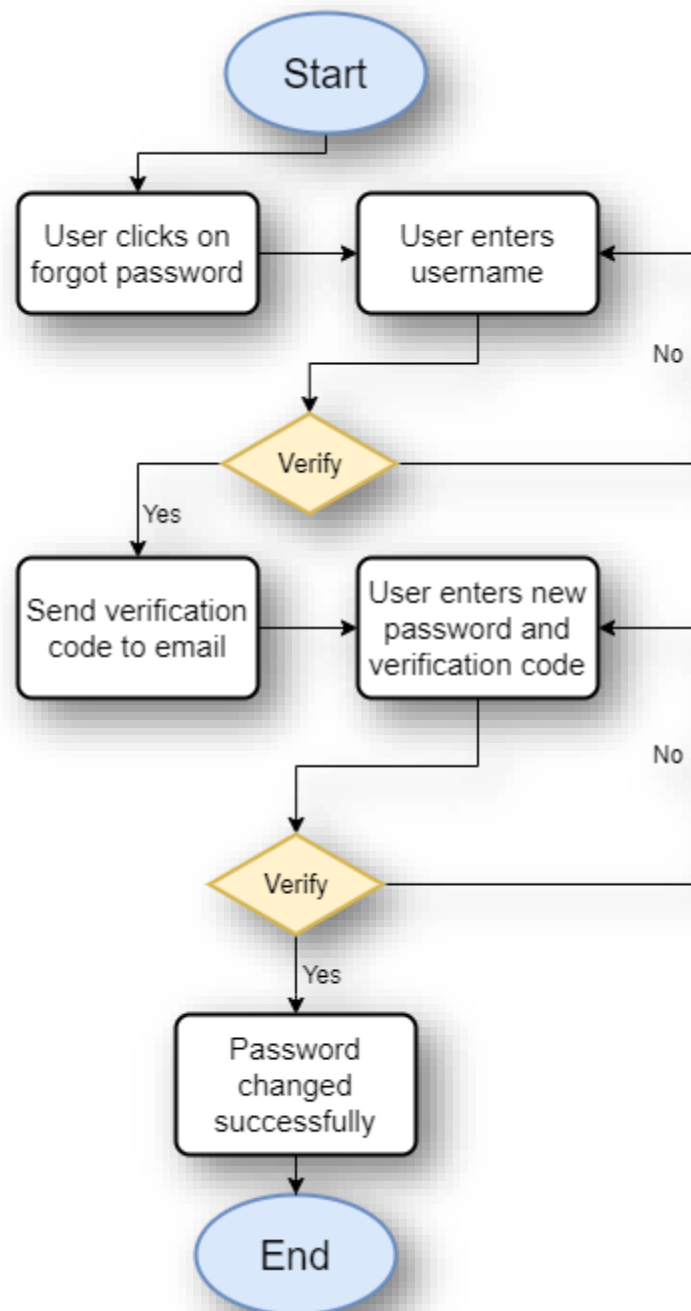 Start
User clicks on
forgot password
User enters
username
No
Verify
Yes
Send verification
code to email
User enters new
password and
verification code
No
Verify
Yes
Password
changed
successfully
End